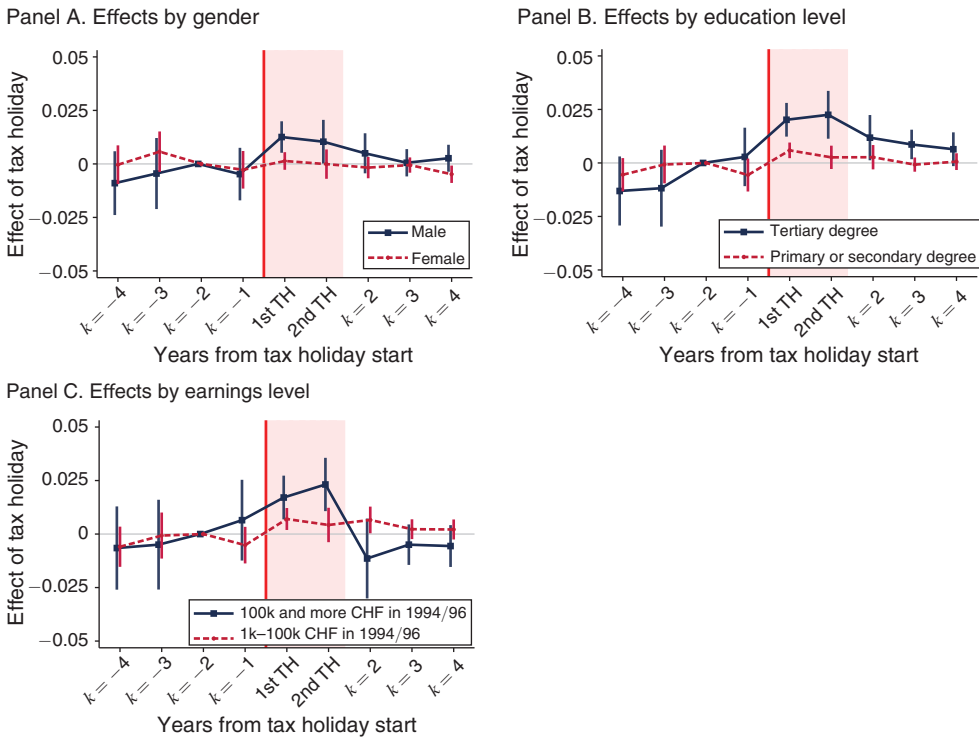 Panel A. Effects by gender
Effect of tax holiday
0.05
0.025
0
−0.025
−0.05
Male
Female
k = −4
k = −3
k = −2
k = −1
1st TH
2nd TH
k = 2
k = 3
k = 4
Years from tax holiday start
Panel B. Effects by education level
Effect of tax holiday
0.05
0.025
0
−0.025
−0.05
Tertiary degree
Primary or secondary degree
k = −4
k = −3
k = −2
k = −1
1st TH
2nd TH
k = 2
k = 3
k = 4
Years from tax holiday start
Panel C. Effects by earnings level
Effect of tax holiday
0.05
0.025
0
−0.025
−0.05
100k and more CHF in 1994/96
1k–100k CHF in 1994/96
k = −4
k = −3
k = −2
k = −1
1st TH
2nd TH
k = 2
k = 3
k = 4
Years from tax holiday start